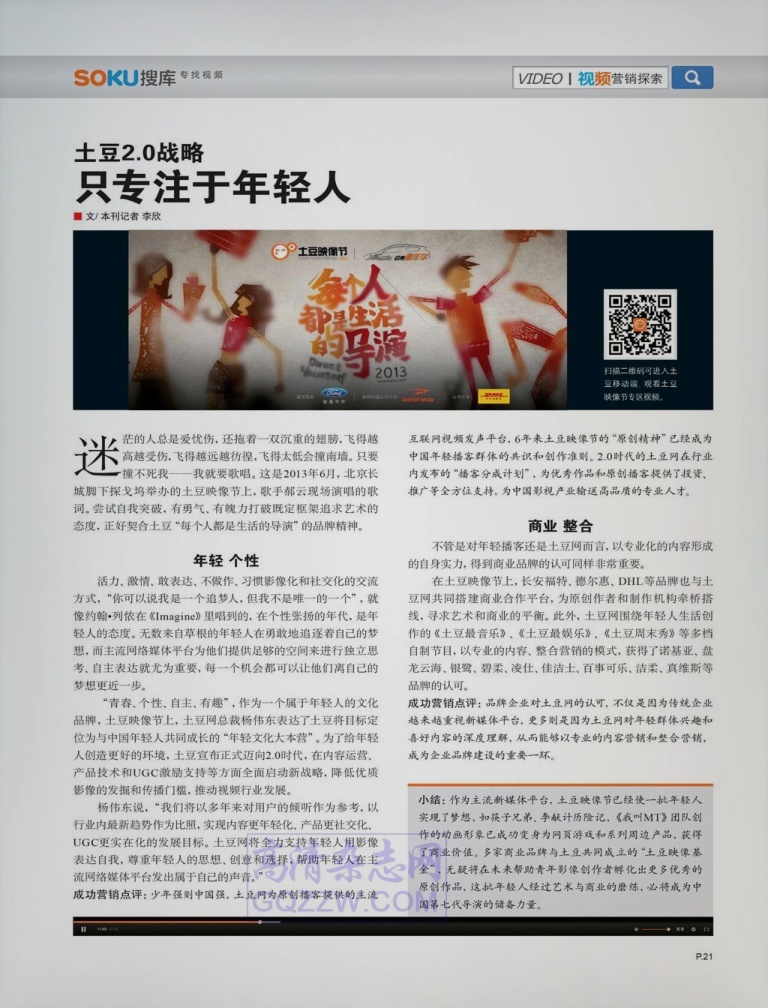 SOKU搜库 专找视频
VIDEO | 视频营销探索
土豆2.0战略
只专注于年轻人
■ 文/ 本刊记者 李欣
土豆映像节
每个人
都是生活
的导演
Direct
Yourself
2013
Ford
DHL
扫描二维码可进入土
豆移动端，观看土豆
映像节专区视频。
迷茫的人总是爱忧伤，还拖着一双沉重的翅膀，飞得越
高越受伤，飞得越远越彷徨，飞得太低会撞南墙。只要
撞不死我——我就要歌唱。这是2013年6月，北京长
城脚下探戈坞举办的土豆映像节上，歌手郝云现场演唱的歌
词。尝试自我突破，有勇气、有魄力打破既定框架追求艺术的
态度，正好契合土豆“每个人都是生活的导演”的品牌精神。
年轻 个性
活力、激情、敢表达、不做作、习惯影像化和社交化的交流
方式，“你可以说我是一个追梦人，但我不是唯一的一个”，就
像约翰•列侬在《Imagine》里唱到的，在个性张扬的年代，是年
轻人的态度。无数来自草根的年轻人在勇敢地追逐着自己的梦
想，而主流网络媒体平台为他们提供足够的空间来进行独立思
考、自主表达就尤为重要，每一个机会都可以让他们离自己的
梦想更近一步。
“青春、个性、自主、有趣”，作为一个属于年轻人的文化
品牌，土豆映像节上，土豆网总裁杨伟东表达了土豆将目标定
位为与中国年轻人共同成长的“年轻文化大本营”。为了给年轻
人创造更好的环境，土豆宣布正式迈向2.0时代，在内容运营、
产品技术和UGC激励支持等方面全面启动新战略，降低优质
影像的发掘和传播门槛，推动视频行业发展。
杨伟东说，“我们将以多年来对用户的倾听作为参考，以
行业内最新趋势作为比照，实现内容更年轻化、产品更社交化、
UGC更实在化的发展目标。土豆网将全力支持年轻人用影像
表达自我，尊重年轻人的思想、创意和选择，帮助年轻人在主
流网络媒体平台发出属于自己的声音。”
成功营销点评：少年强则中国强，土豆网为原创播客提供的主流
互联网视频发声平台，6年来土豆映像节的“原创精神”已经成为
中国年轻播客群体的共识和创作准则。2.0时代的土豆网在行业
内发布的“播客分成计划”，为优秀作品和原创播客提供了投资、
推广等全方位支持，为中国影视产业输送高品质的专业人才。
商业 整合
不管是对年轻播客还是土豆网而言，以专业化的内容形成
的自身实力，得到商业品牌的认可同样非常重要。
在土豆映像节上，长安福特、德尔惠、DHL等品牌也与土
豆网共同搭建商业合作平台，为原创作者和制作机构牵桥搭
线，寻求艺术和商业的平衡。此外，土豆网围绕年轻人生活创
作的《土豆最音乐》、《土豆最娱乐》、《土豆周末秀》等多档
自制节目，以专业的内容、整合营销的模式，获得了诺基亚、盘
龙云海、银鹭、碧柔、凌仕、佳洁士、百事可乐、洁柔、真维斯等
品牌的认可。
成功营销点评：品牌企业对土豆网的认可，不仅是因为传统企业
越来越重视新媒体平台，更多则是因为土豆网对年轻群体兴趣和
喜好内容的深度理解，从而能够以专业的内容营销和整合营销，
成为企业品牌建设的重要一环。
小结：作为主流新媒体平台，土豆映像节已经使一批年轻人
实现了梦想，如筷子兄弟、李献计历险记，《我叫MT》团队创
作的动画形象已成功变身为网页游戏和系列周边产品，获得
了商业价值。多家商业品牌与土豆共同成立的“土豆映像基
金”，无疑将在未来帮助青年影像创作者孵化出更多优秀的
原创作品，这批年轻人经过艺术与商业的磨练，必将成为中
国第七代导演的储备力量。
高清杂志网
GQZZW.COM
P.21